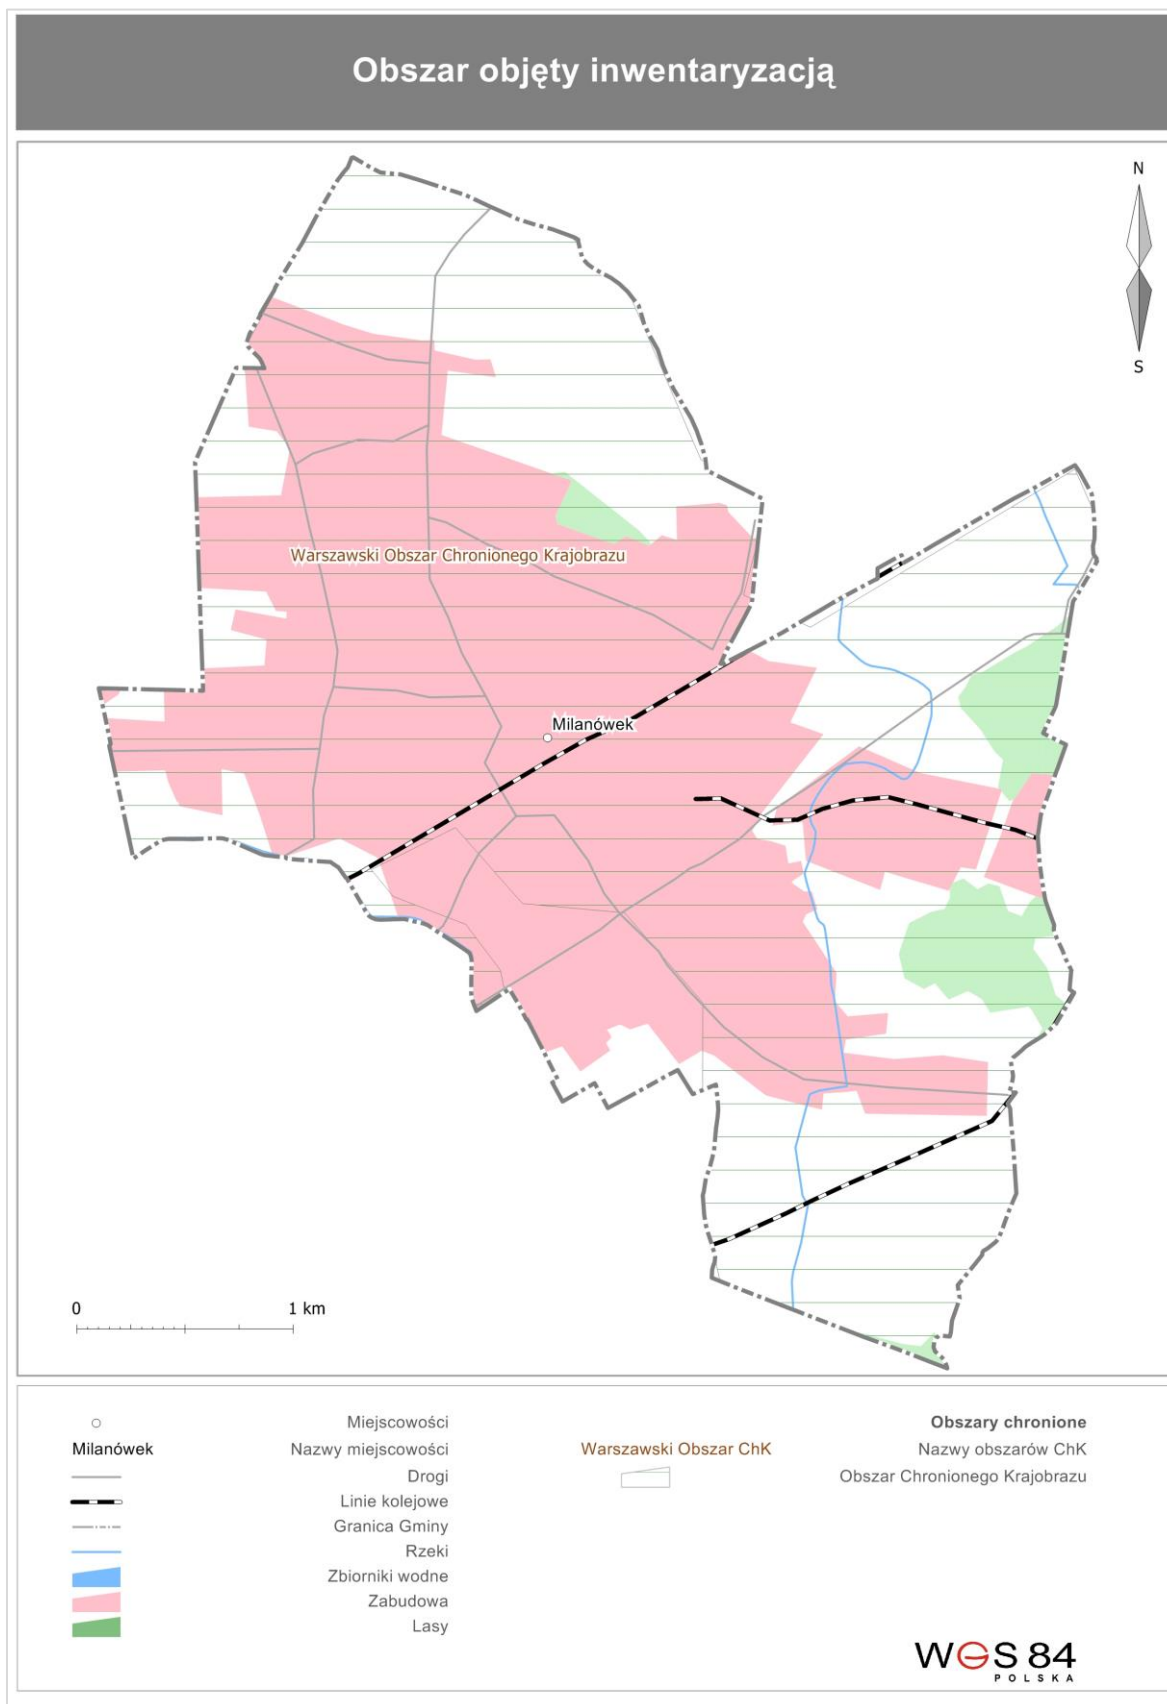 Obszar objęty inwentaryzacją
N
S
Warszawski Obszar Chronionego Krajobrazu
Milanówek
0 1 km
Miejscowości
Milanówek Nazwy miejscowości
Drogi
Linie kolejowe
Granica Gminy
Rzeki
Zbiorniki wodne
Zabudowa
Lasy
Obszary chronione
Warszawski Obszar ChK Nazwy obszarów ChK
Obszar Chronionego Krajobrazu
WGS 84
POLSKA